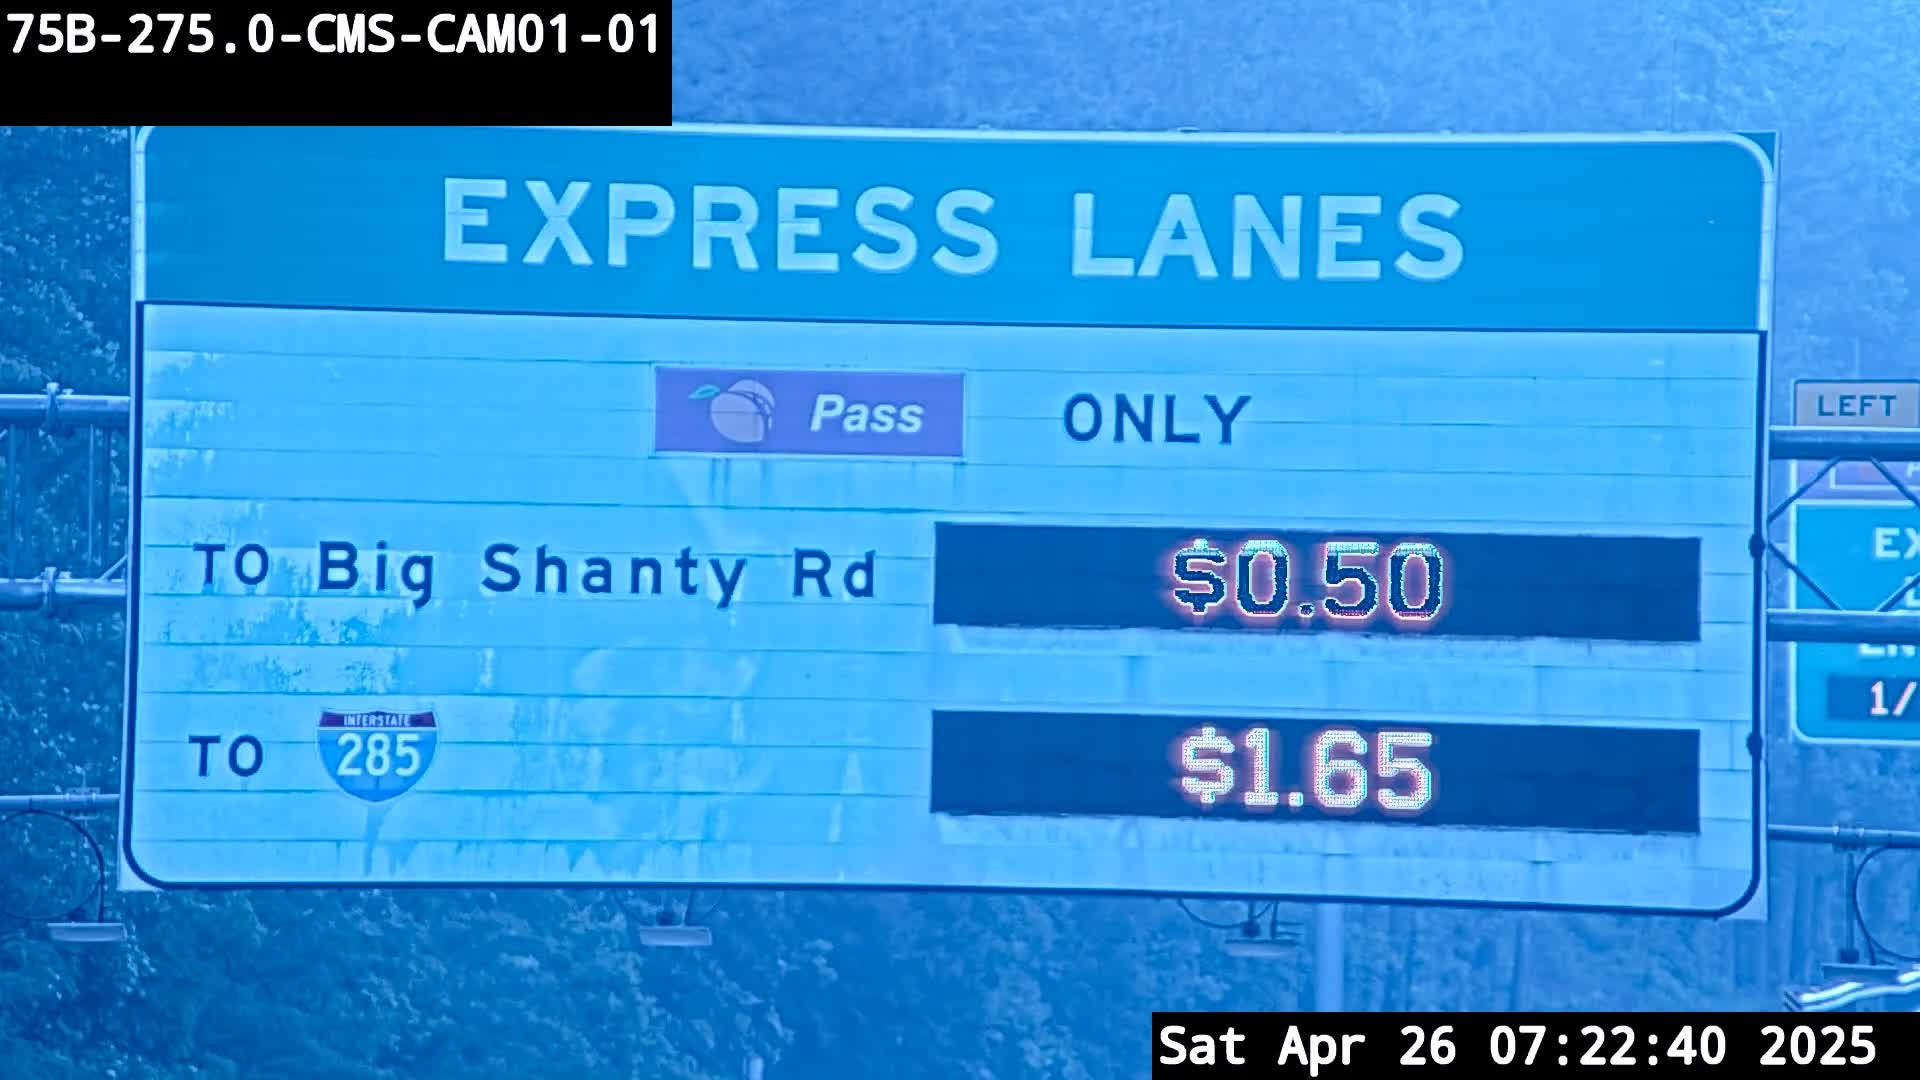 75B-275.0-CMS-CAM01-01
EXPRESS LANES
Pass ONLY
TO Big Shanty Rd $0.50
TO INTERSTATE 285 $1.65
LEFT
1/
Sat Apr 26 07:22:40 2025